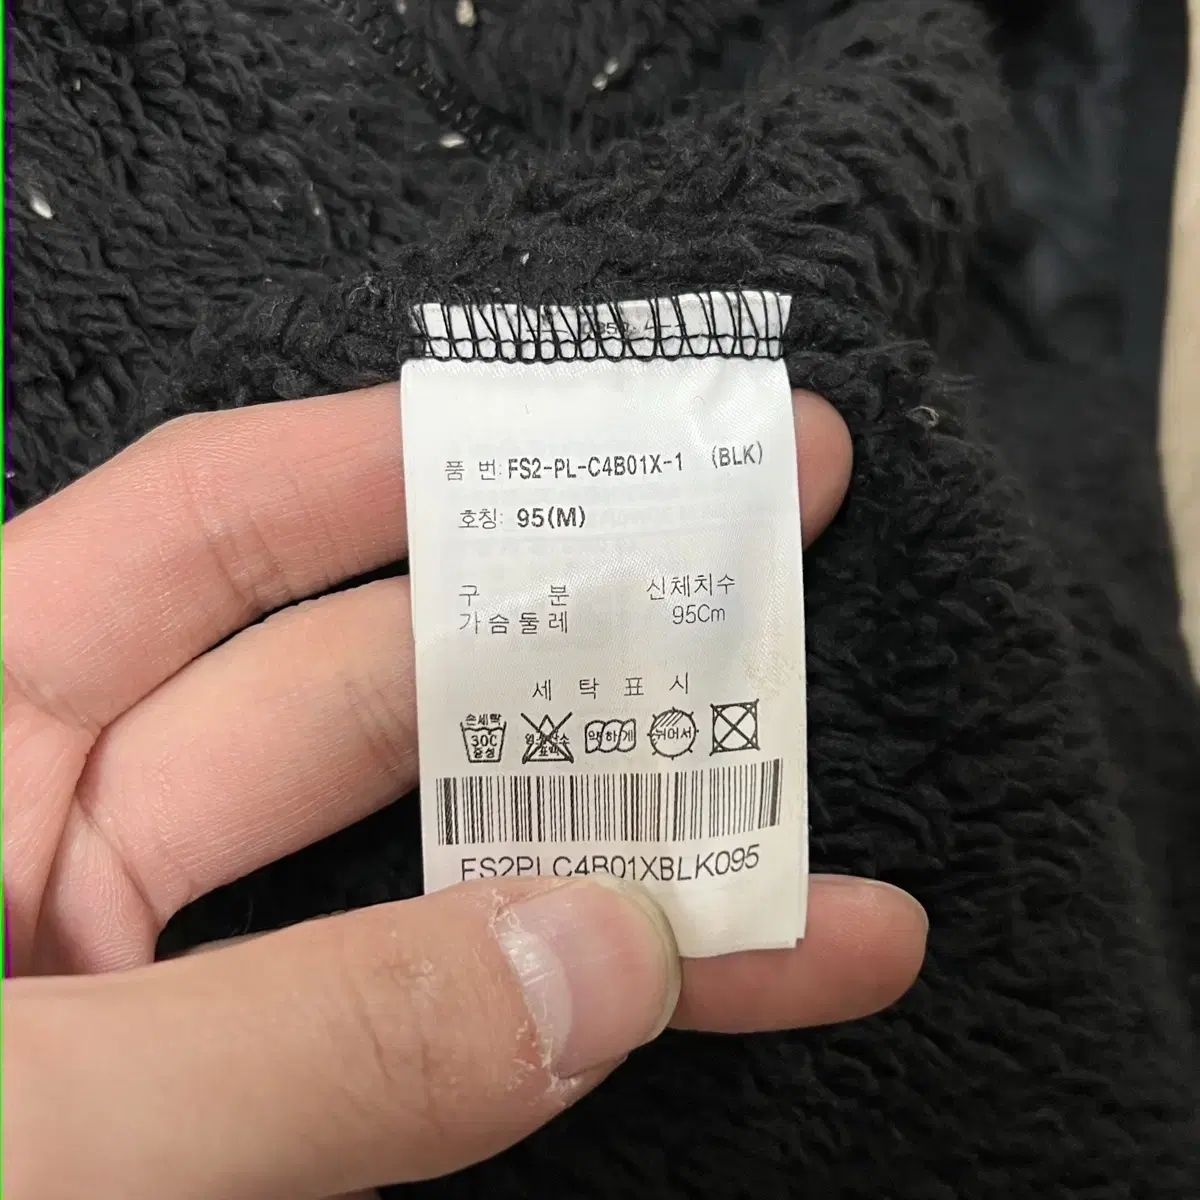 품 번: FS2-PL-C4B01X-1 (BLK)
호칭: 95(M)
구 분 신체치수
가슴둘레 95Cm
세 탁 표 시
손세탁 30C 중성
표백
약하게
뉘어서
FS2PLC4B01XBLK095